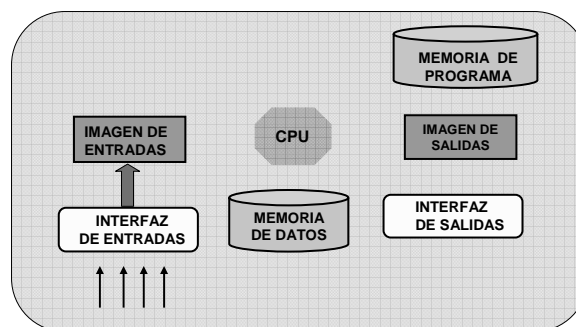 MEMORIA DE
PROGRAMA
IMAGEN DE
ENTRADAS
CPU
IMAGEN DE
SALIDAS
INTERFAZ
DE ENTRADAS
MEMORIA
DE DATOS
INTERFAZ
DE SALIDAS